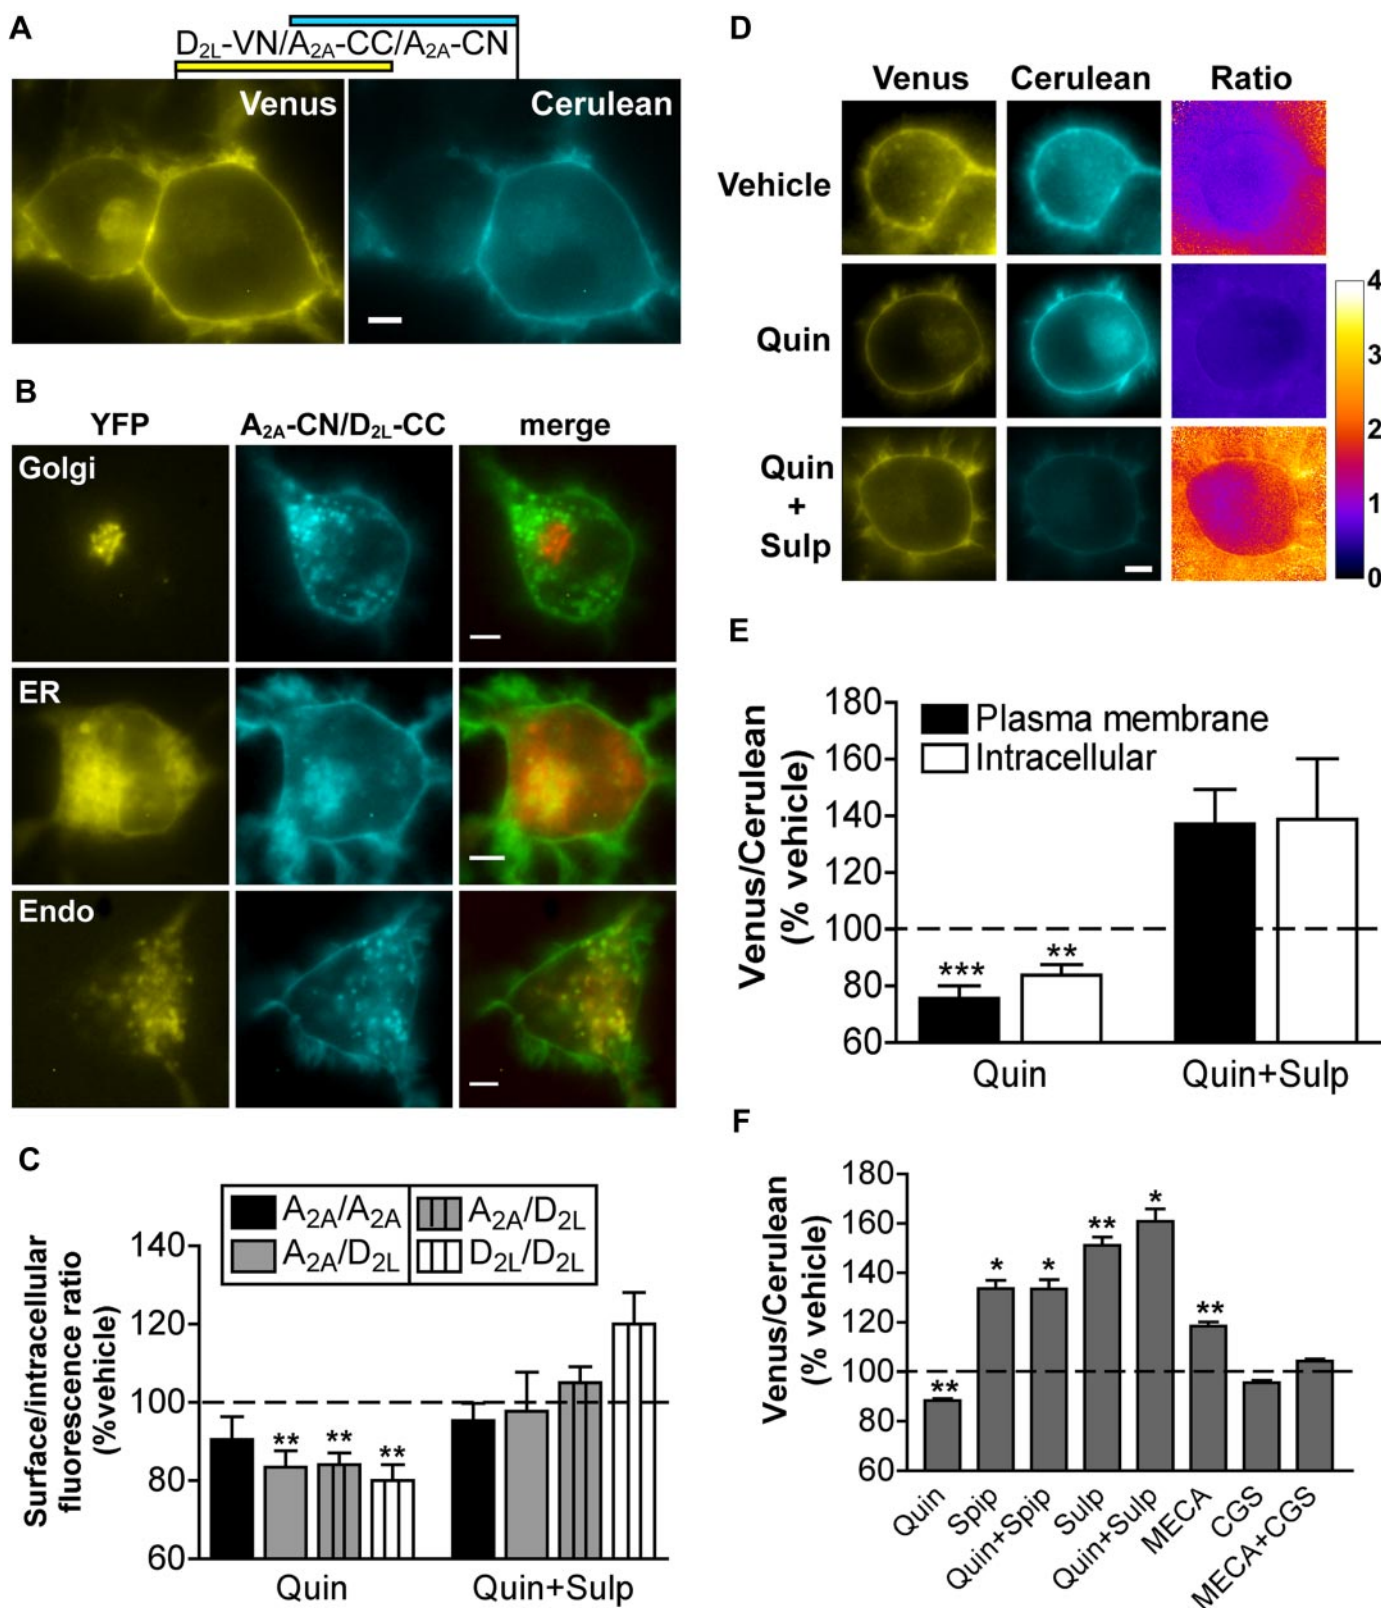 A
D2L-VN/A2A-CC/A2A-CN
Venus
Cerulean
B
YFP
A2A-CN/D2L-CC
merge
Golgi
ER
Endo
C
A2A/A2A
A2A/D2L
A2A/D2L
D2L/D2L
Surface/intracellular
fluorescence ratio
(%vehicle)
140
120
100
80
60
**
**
**
Quin
Quin+Sulp
D
Venus
Cerulean
Ratio
Vehicle
Quin
Quin
+
Sulp
4
3
2
1
0
E
Venus/Cerulean
(% vehicle)
180
160
140
120
100
80
60
Plasma membrane
Intracellular
***
**
Quin
Quin+Sulp
F
Venus/Cerulean
(% vehicle)
180
160
140
120
100
80
60
**
*
*
**
*
**
Quin
Spip
Quin+Spip
Sulp
Quin+Sulp
MECA
CGS
MECA+CGS